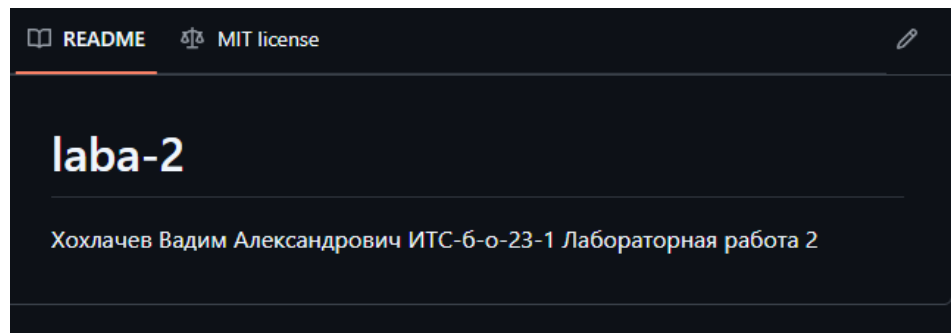 README MIT license
laba-2
Хохлачев Вадим Александрович ИТС-б-о-23-1 Лабораторная работа 2